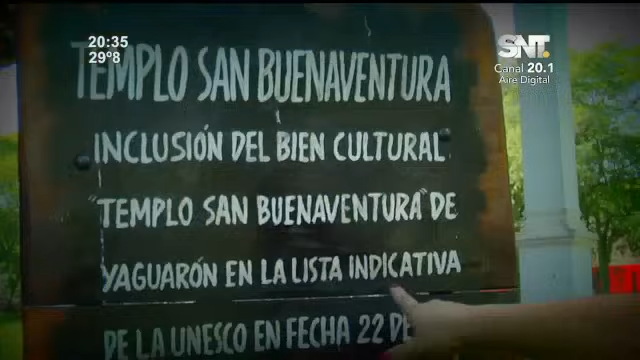 20:35
29°8
SNT.
Canal 20.1
Aire Digital
TEMPLO SAN BUENAVENTURA
INCLUSIÓN DEL BIEN CULTURAL
"TEMPLO SAN BUENAVENTURA" DE
YAGUARÓN EN LA LISTA INDICATIVA
DE LA UNESCO EN FECHA 22 DE